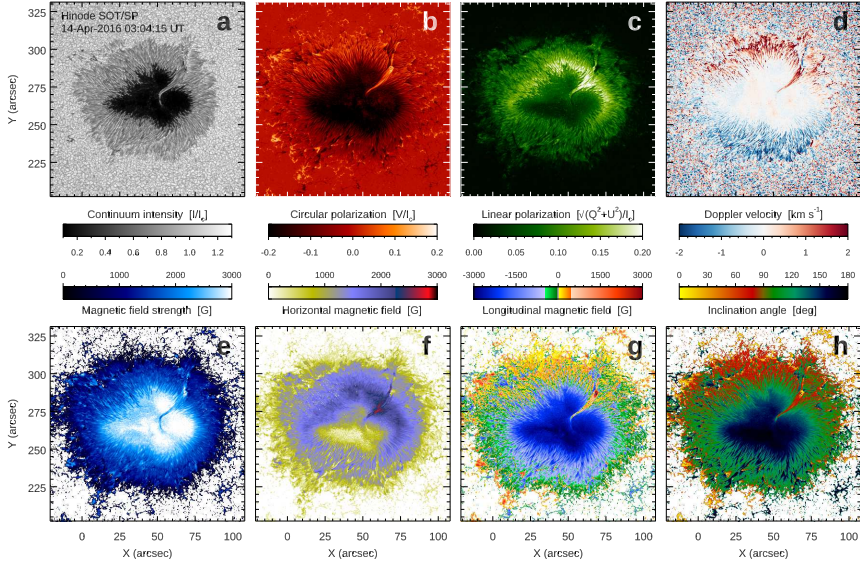 Hinode SOT/SP
14-Apr-2016 03:04:15 UT
a
b
c
d
Y (arcsec)
325
300
275
250
225
Continuum intensity [I/Ic]
0.2 0.4 0.6 0.8 1.0 1.2
Circular polarization [V/Ic]
-0.2 -0.1 0.0 0.1 0.2
Linear polarization [√(Q²+U²)/Ic]
0.00 0.05 0.10 0.15 0.20
Doppler velocity [km s⁻¹]
-2 -1 0 1 2
0 1000 2000 3000
Magnetic field strength [G]
0 1000 2000 3000
Horizontal magnetic field [G]
-3000 -1500 0 1500 3000
Longitudinal magnetic field [G]
0 30 60 90 120 150 180
Inclination angle [deg]
e
f
g
h
Y (arcsec)
325
300
275
250
225
0 25 50 75 100
X (arcsec)
0 25 50 75 100
X (arcsec)
0 25 50 75 100
X (arcsec)
0 25 50 75 100
X (arcsec)